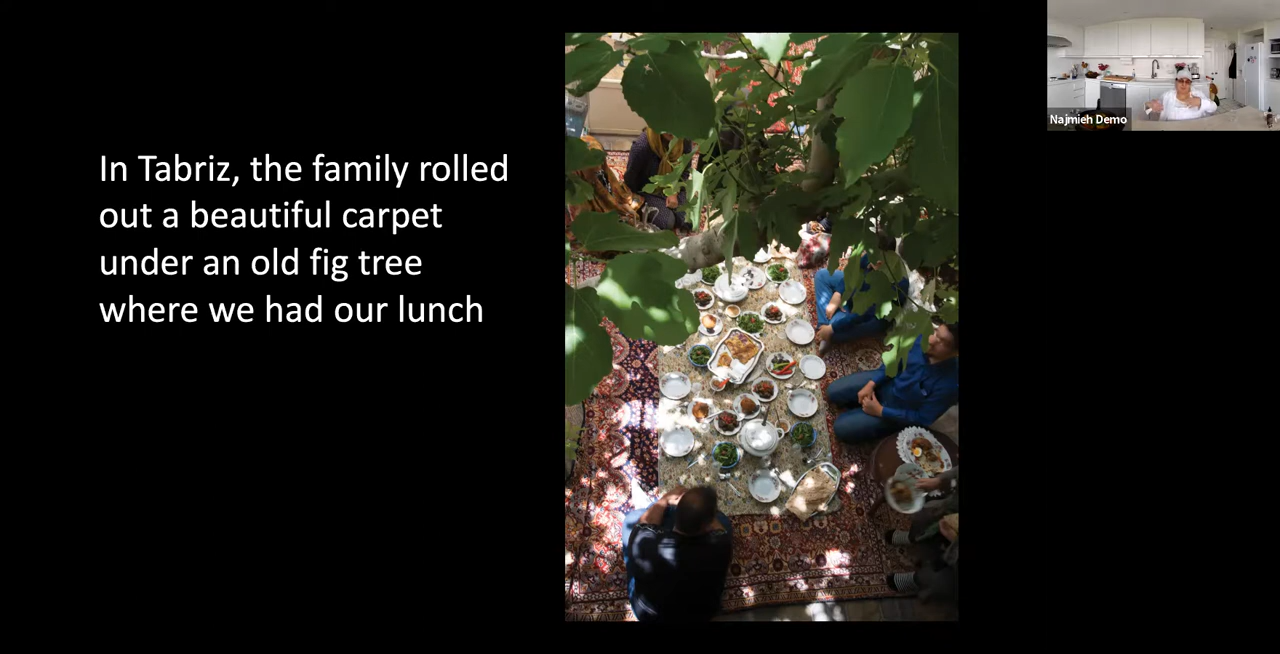 In Tabriz, the family rolled
out a beautiful carpet
under an old fig tree
where we had our lunch
Najmieh Demo